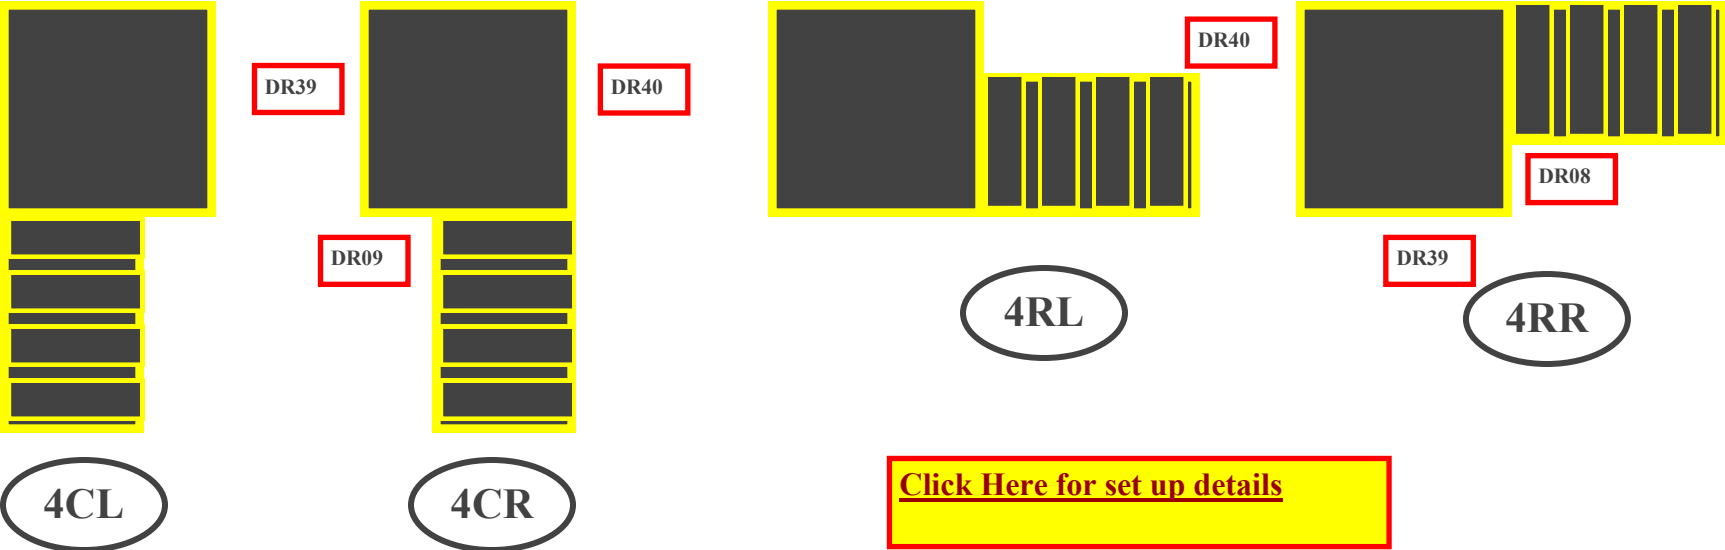 DR40
DR39
DR40
DR08
DR09
DR39
4RL
4RR
Click Here for set up details
4CL
4CR